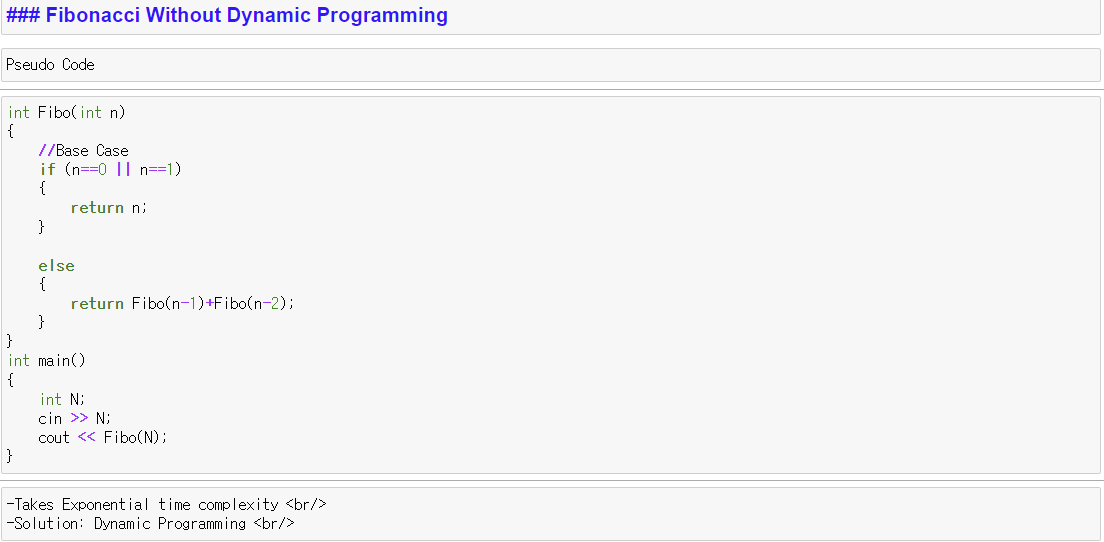 ### Fibonacci Without Dynamic Programming
Pseudo Code
int Fibo(int n)
{
    //Base Case
    if (n==0 || n==1)
    {
        return n;
    }

    else
    {
        return Fibo(n-1)+Fibo(n-2);
    }
}
int main()
{
    int N;
    cin >> N;
    cout << Fibo(N);
}
-Takes Exponential time complexity <br/>
-Solution: Dynamic Programming <br/>